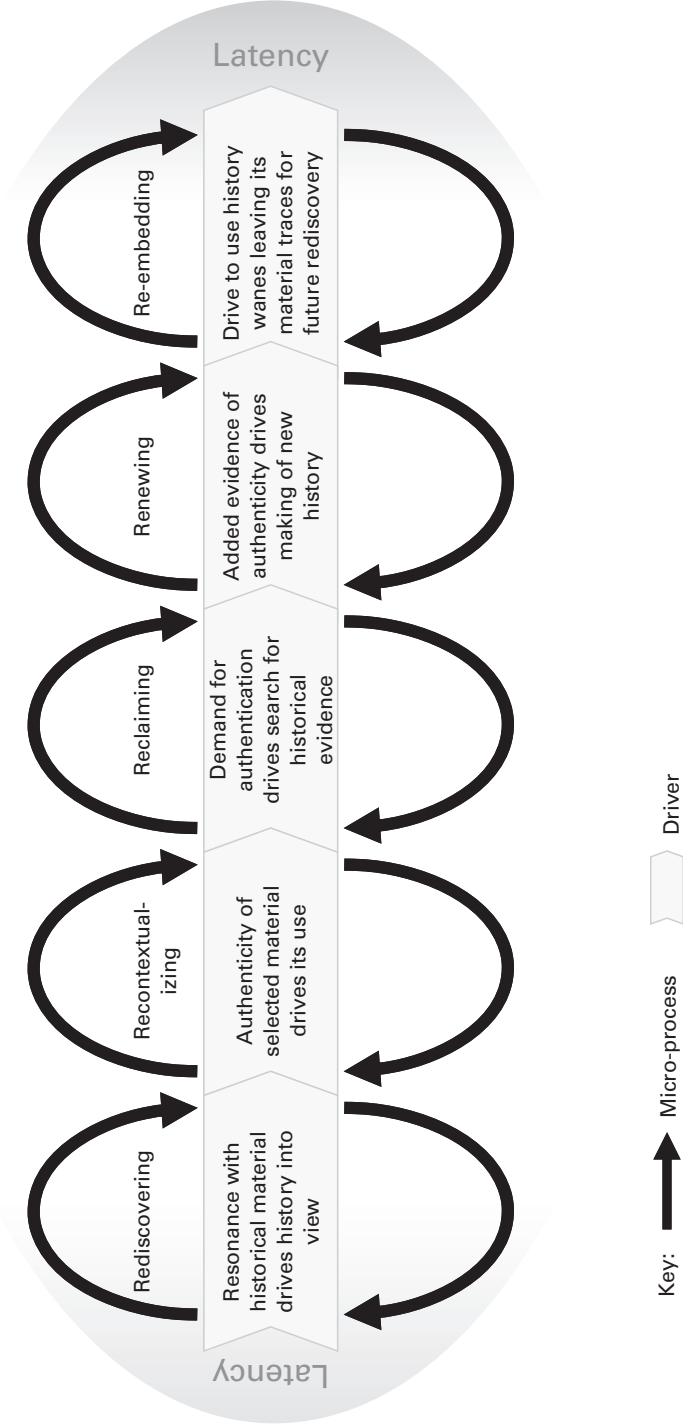 Latency
Rediscovering
Recontextual-
izing
Reclaiming
Renewing
Re-embedding
Resonance with
historical material
drives history into
view
Authenticity of
selected material
drives its use
Demand for
authentication
drives search for
historical
evidence
Added evidence of
authenticity drives
making of new
history
Drive to use history
wanes leaving its
material traces for
future rediscovery
Latency
Key:
Micro-process
Driver